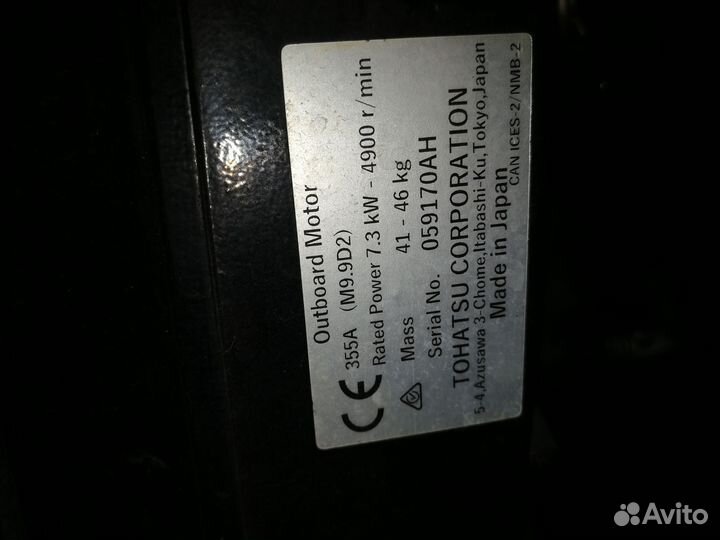 Outboard Motor
CE 355A (M9.9D2)
Rated Power 7.3 kW - 4900 r/min
Mass 41 - 46 kg
Serial No. 059170AH
TOHATSU CORPORATION
5-4,Azusawa 3-Chome,Itabashi-Ku,Tokyo,Japan
Made in Japan
CAN ICES-2/NMB-2
Avito